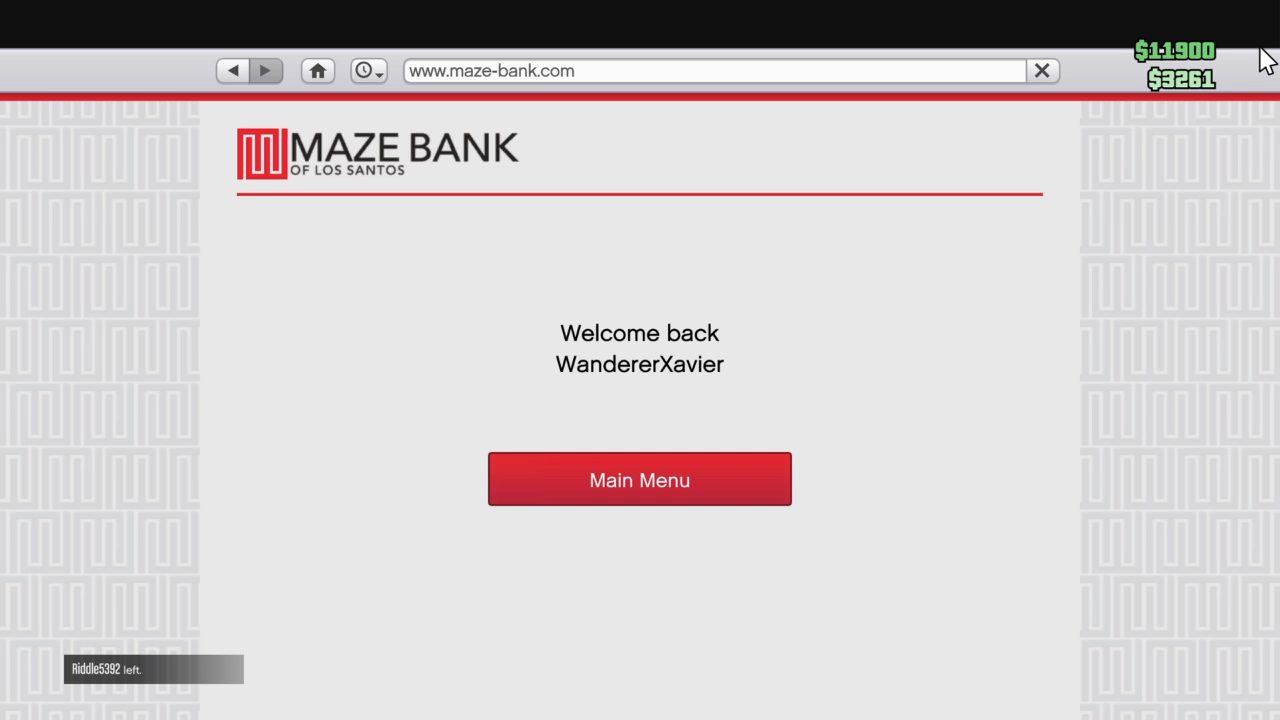 $11900
www.maze-bank.com
$3261
MAZE BANK
OF LOS SANTOS
Welcome back
WandererXavier
Main Menu
Riddle5392 left.